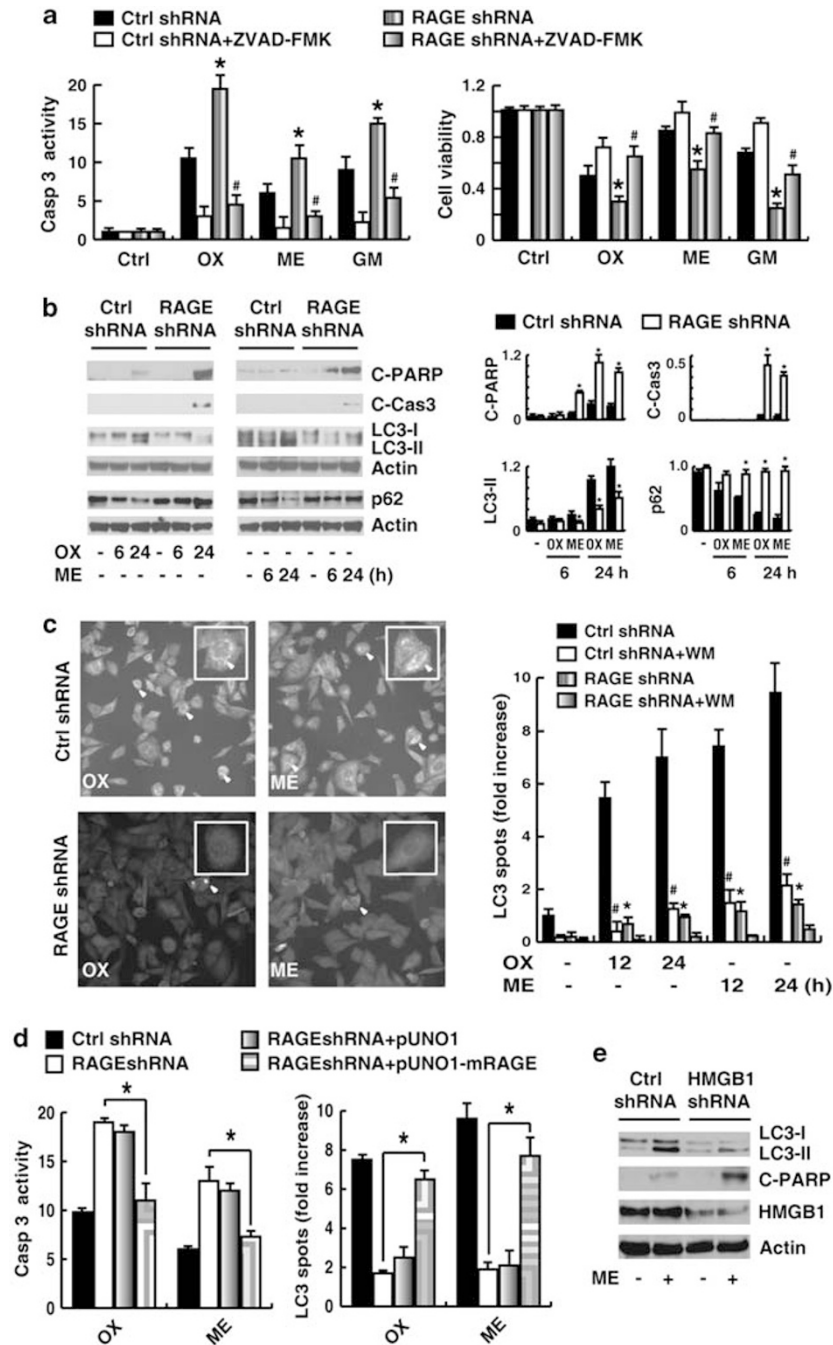 a
Ctrl shRNA
RAGE shRNA
Ctrl shRNA+ZVAD-FMK
RAGE shRNA+ZVAD-FMK
Casp 3 activity
20
15
10
5
0
*
*
*
#
#
#
Ctrl OX ME GM
Cell viability
1.2
0.8
0.4
0
#
#
#
*
*
*
Ctrl OX ME GM
b
Ctrl shRNA
RAGE shRNA
Ctrl shRNA
RAGE shRNA
C-PARP
C-Cas3
LC3-I
LC3-II
Actin
p62
Actin
OX - 6 24 - 6 24 - - - - - -
ME - - - - - - - 6 24 - 6 24 (h)
Ctrl shRNA
RAGE shRNA
C-PARP
1.2
0
* * *
C-Cas3
0.5
0
* *
LC3-II
1.2
0
* * *
- OX ME OX ME
6 24 h
p62
1.0
0
* * *
- OX ME OX ME
6 24 h
c
Ctrl shRNA
OX
ME
RAGE shRNA
OX
ME
Ctrl shRNA
Ctrl shRNA+WM
RAGE shRNA
RAGE shRNA+WM
LC3 spots (fold increase)
10
8
6
4
2
0
# * # * # * # *
OX - 12 24 - -
ME - - - 12 24 (h)
d
Ctrl shRNA
RAGEshRNA+pUNO1
RAGEshRNA
RAGEshRNA+pUNO1-mRAGE
Casp 3 activity
20
15
10
5
0
*
*
OX ME
LC3 spots (fold increase)
10
8
6
4
2
0
*
*
OX ME
e
Ctrl shRNA
HMGB1 shRNA
LC3-I
LC3-II
C-PARP
HMGB1
Actin
ME - + - +